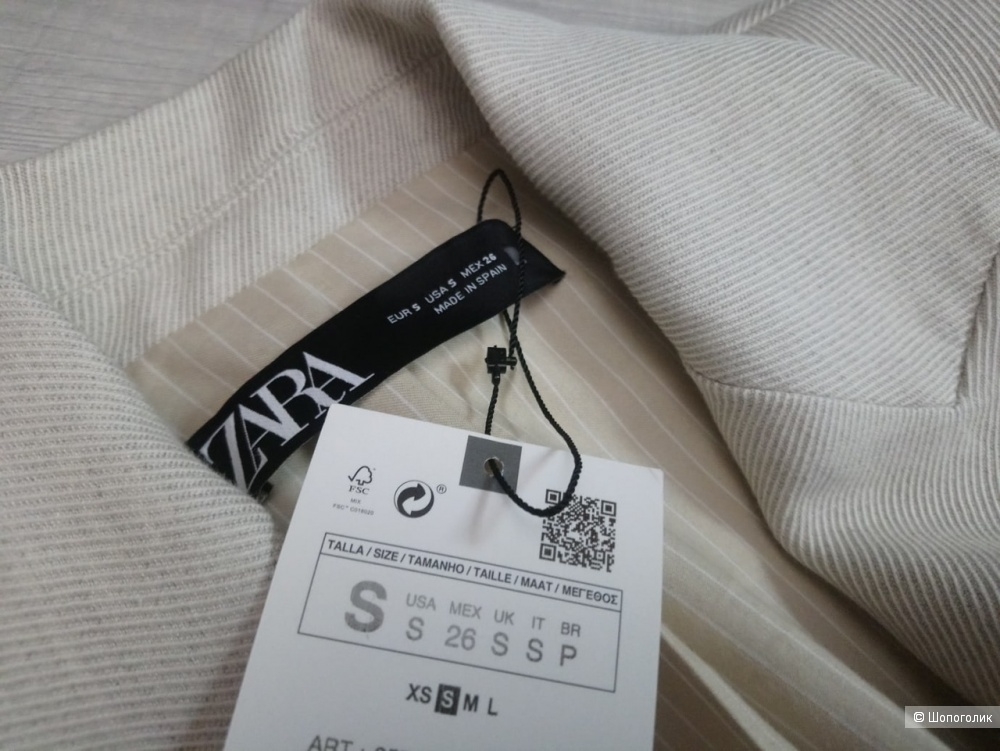 EUR S USA S MEX 26
MADE IN SPAIN
ZARA
FSC
MIX
®
TALLA / SIZE / TAMANHO / TAILLE / MAAT / ΜΕΓΕΘΟΣ
S
USA MEX UK IT BR
S 26 S S P
XS S M L
ART
© Шопоголик